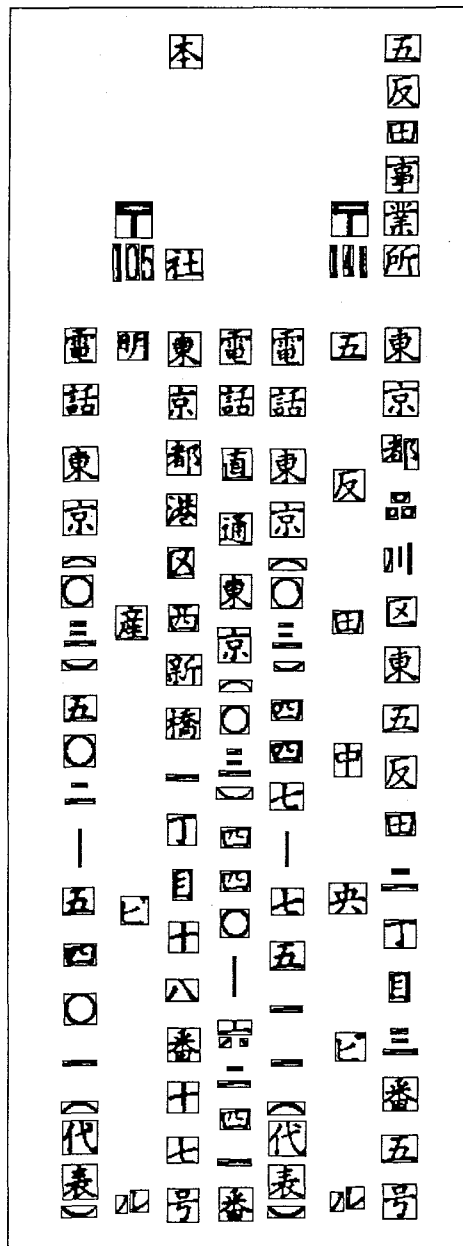 五反田事業所 東京都品川区東五反田二丁目三番五号
〒141 五反田中央ビル
電話東京(〇三)四四七―七五一一(代表)
電話直通東京(〇三)四四〇―六二四一番
本社 東京都港区西新橋一丁目十八番十七号
〒105 明産ビル
電話東京(〇三)五〇二―五四〇一(代表)